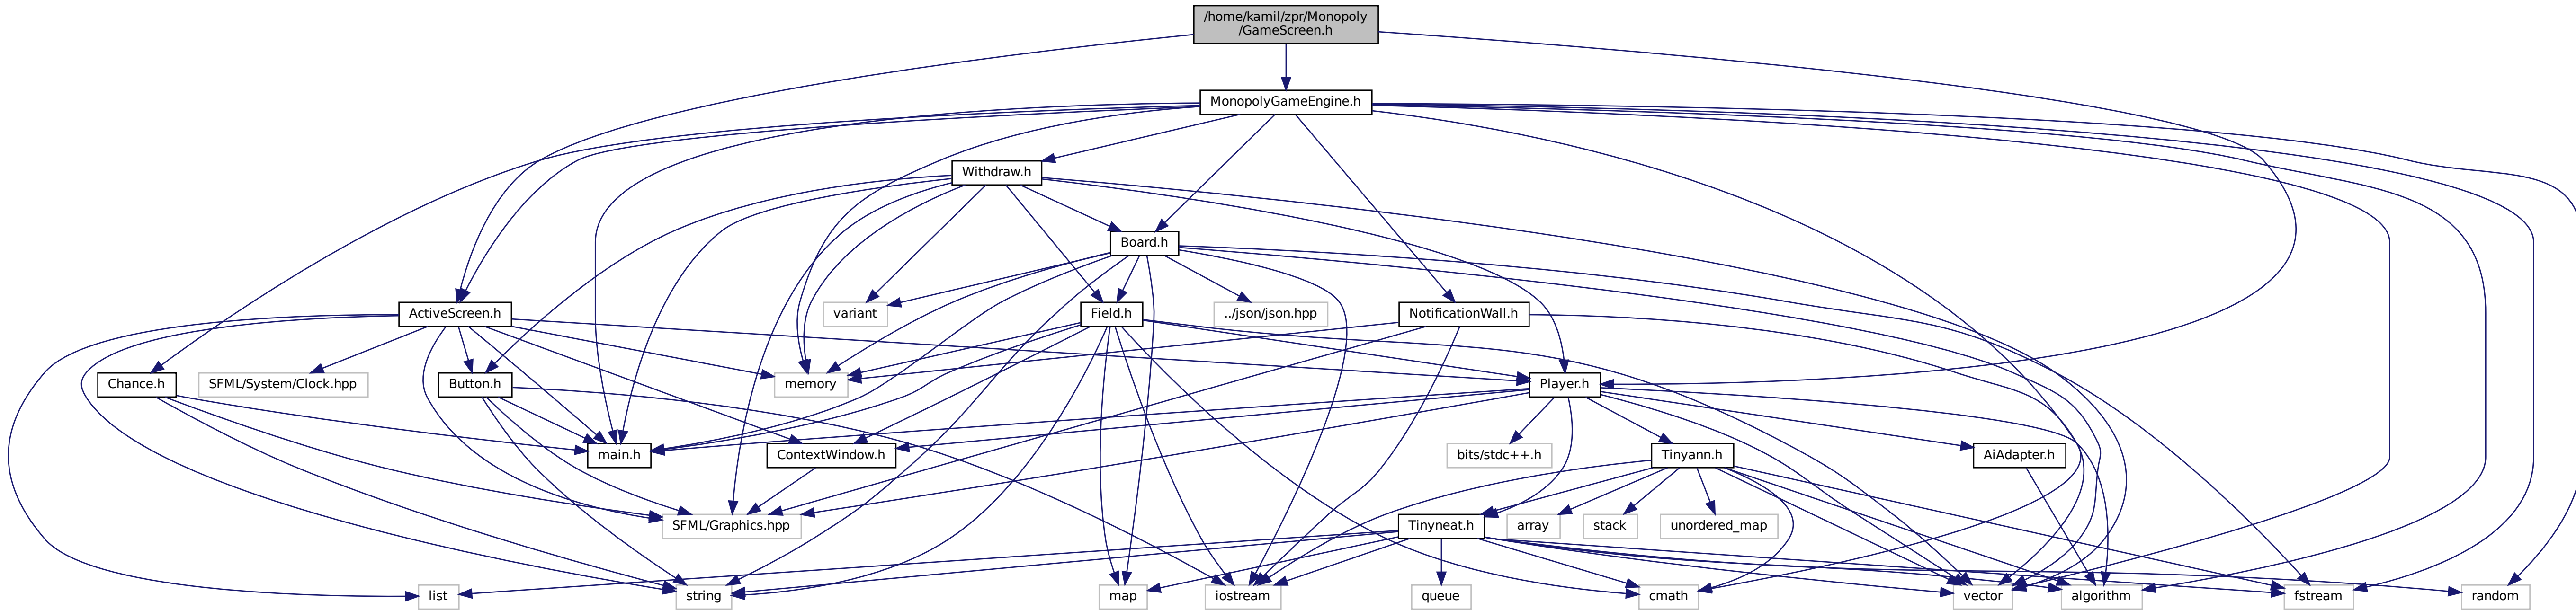 /home/kamil/zpr/Monopoly
/GameScreen.h
MonopolyGameEngine.h
Withdraw.h
Board.h
ActiveScreen.h
variant
Field.h
../json/json.hpp
NotificationWall.h
Chance.h
SFML/System/Clock.hpp
Button.h
memory
Player.h
main.h
ContextWindow.h
bits/stdc++.h
Tinyann.h
AiAdapter.h
SFML/Graphics.hpp
Tinyneat.h
array
stack
unordered_map
list
string
map
iostream
queue
cmath
vector
algorithm
fstream
random